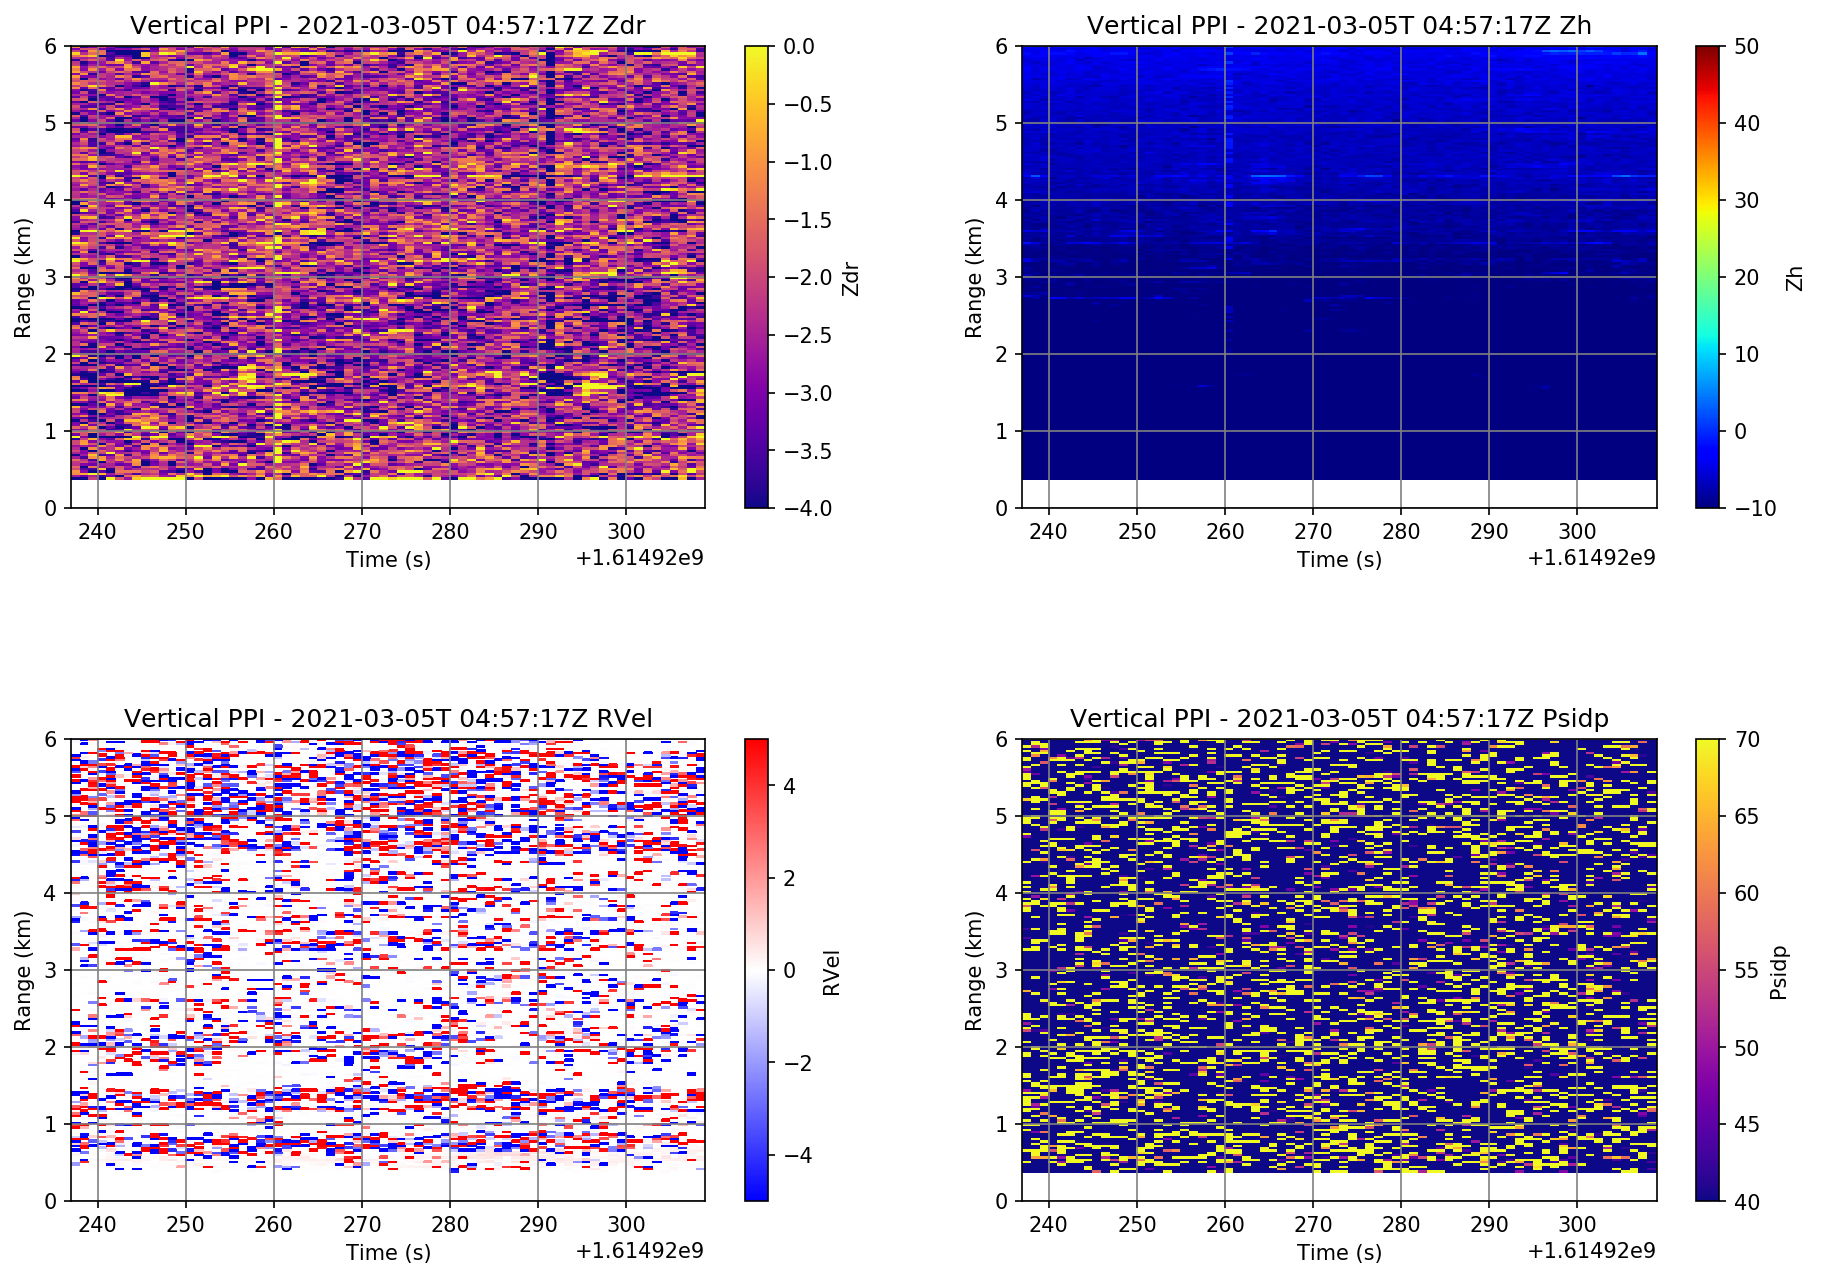 Vertical PPI - 2021-03-05T 04:57:17Z Zdr
6
5
4
3
2
1
0
Range (km)
240 250 260 270 280 290 300
Time (s)
+1.61492e9
0.0
−0.5
−1.0
−1.5
−2.0
−2.5
−3.0
−3.5
−4.0
Zdr
Vertical PPI - 2021-03-05T 04:57:17Z Zh
6
5
4
3
2
1
0
Range (km)
240 250 260 270 280 290 300
Time (s)
+1.61492e9
50
40
30
20
10
0
−10
Zh
Vertical PPI - 2021-03-05T 04:57:17Z RVel
6
5
4
3
2
1
0
Range (km)
240 250 260 270 280 290 300
Time (s)
+1.61492e9
4
2
0
−2
−4
RVel
Vertical PPI - 2021-03-05T 04:57:17Z Psidp
6
5
4
3
2
1
0
Range (km)
240 250 260 270 280 290 300
Time (s)
+1.61492e9
70
65
60
55
50
45
40
Psidp